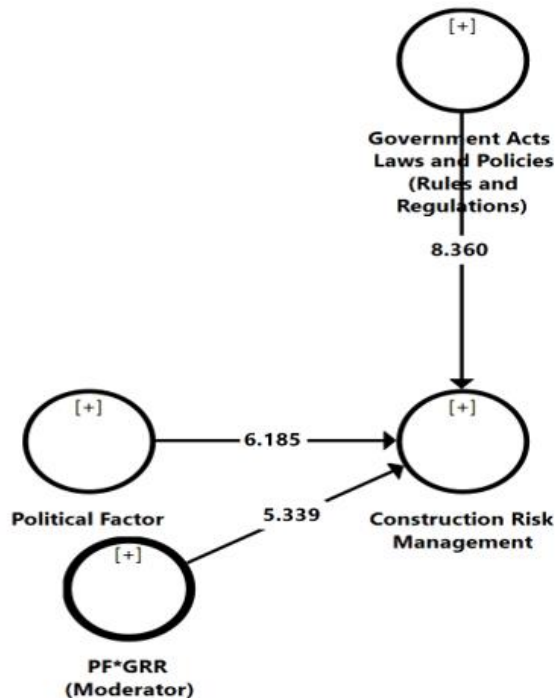 [+]
Government Acts
Laws and Policies
(Rules and
Regulations)
8.360
[+]
[+]
6.185
Political Factor
5.339
Construction Risk
Management
[+]
PF*GRR
(Moderator)